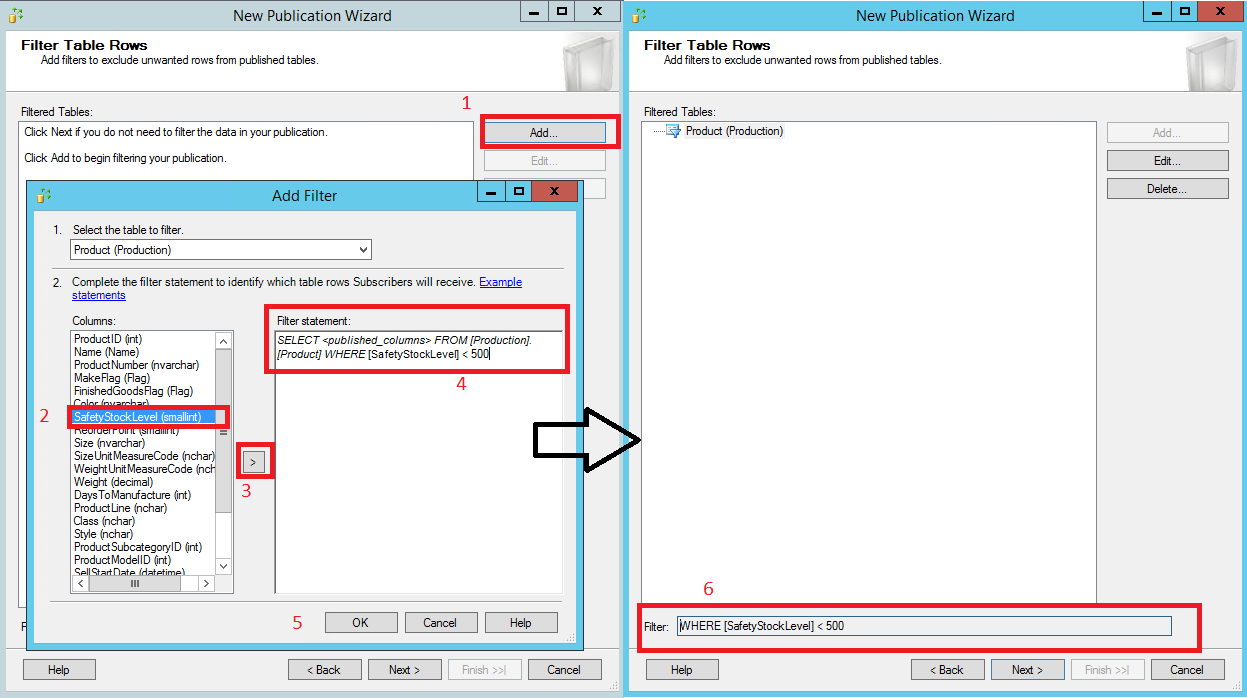 New Publication Wizard
Filter Table Rows
Add filters to exclude unwanted rows from published tables.
Filtered Tables:
Click Next if you do not need to filter the data in your publication.
Click Add to begin filtering your publication.
1
Add...
Edit...
Add Filter
1. Select the table to filter.
Product (Production)
2. Complete the filter statement to identify which table rows Subscribers will receive. Example
statements
Columns:
ProductID (int)
Name (Name)
ProductNumber (nvarchar)
MakeFlag (Flag)
FinishedGoodsFlag (Flag)
Color (nvarchar)
2
SafetyStockLevel (smallint)
ReorderPoint (smallint)
Size (nvarchar)
SizeUnitMeasureCode (nchar)
WeightUnitMeasureCode (nch
Weight (decimal)
DaysToManufacture (int)
ProductLine (nchar)
Class (nchar)
Style (nchar)
ProductSubcategoryID (int)
ProductModelID (int)
SellStartDate (datetime)
>
3
Filter statement:
SELECT <published_columns> FROM [Production].
[Product] WHERE [SafetyStockLevel] < 500
4
5
OK
Cancel
Help
F
Help
< Back
Next >
Finish >>|
Cancel
New Publication Wizard
Filter Table Rows
Add filters to exclude unwanted rows from published tables.
Filtered Tables:
Product (Production)
Add...
Edit...
Delete...
6
Filter: WHERE [SafetyStockLevel] < 500
Help
< Back
Next >
Finish >>|
Cancel